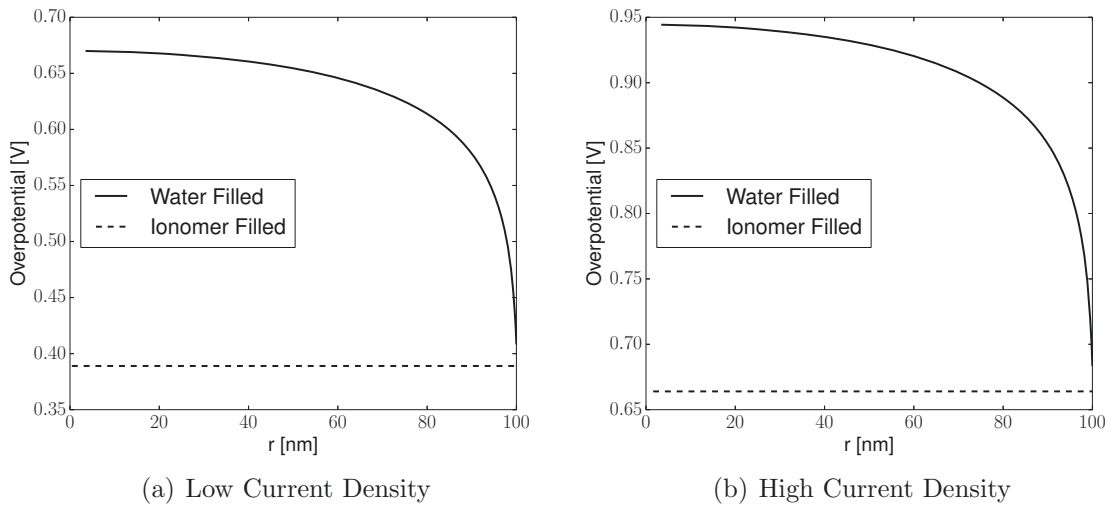 0.70
0.65
0.60
0.55
0.50
0.45
0.40
0.35
Overpotential [V]
Water Filled
Ionomer Filled
0
20
40
60
80
100
r [nm]
(a) Low Current Density
0.95
0.90
0.85
0.80
0.75
0.70
0.65
Overpotential [V]
Water Filled
Ionomer Filled
0
20
40
60
80
100
r [nm]
(b) High Current Density